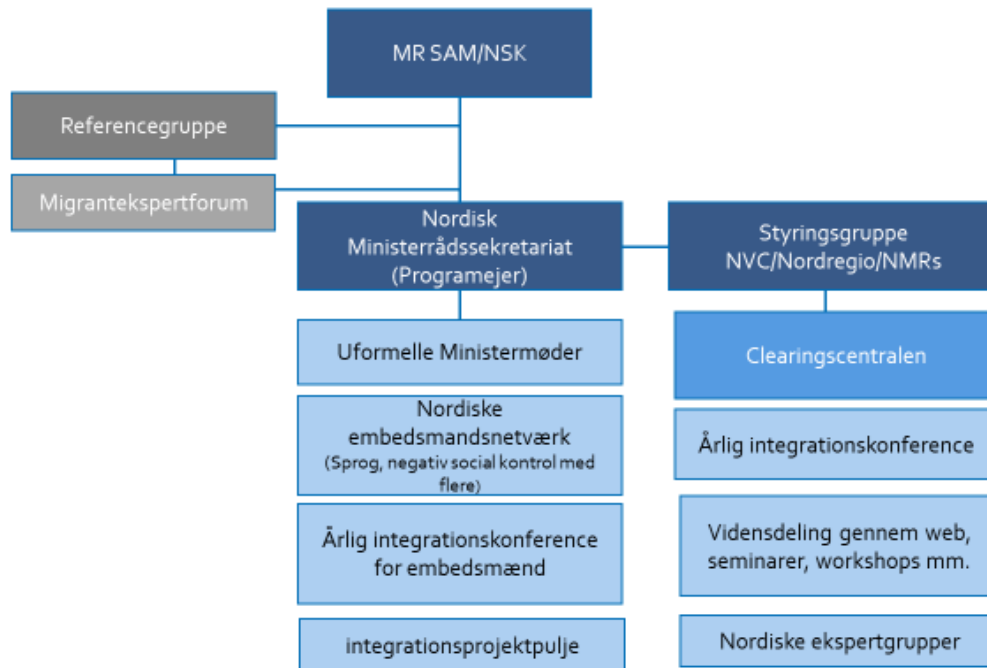 MR SAM/NSK
Referencegruppe
Migrantekspertforum
Nordisk
Ministerrådssekretariat
(Programejer)
Styringsgruppe
NVC/Nordregio/NMRs
Uformelle Ministermøder
Nordiske
embedsmandsnetværk
(Sprog, negativ social kontrol med
flere)
Årlig integrationskonference
for embedsmænd
integrationsprojektpulje
Clearingscentralen
Årlig integrationskonference
Vidensdeling gennem web,
seminarer, workshops mm.
Nordiske ekspertgrupper